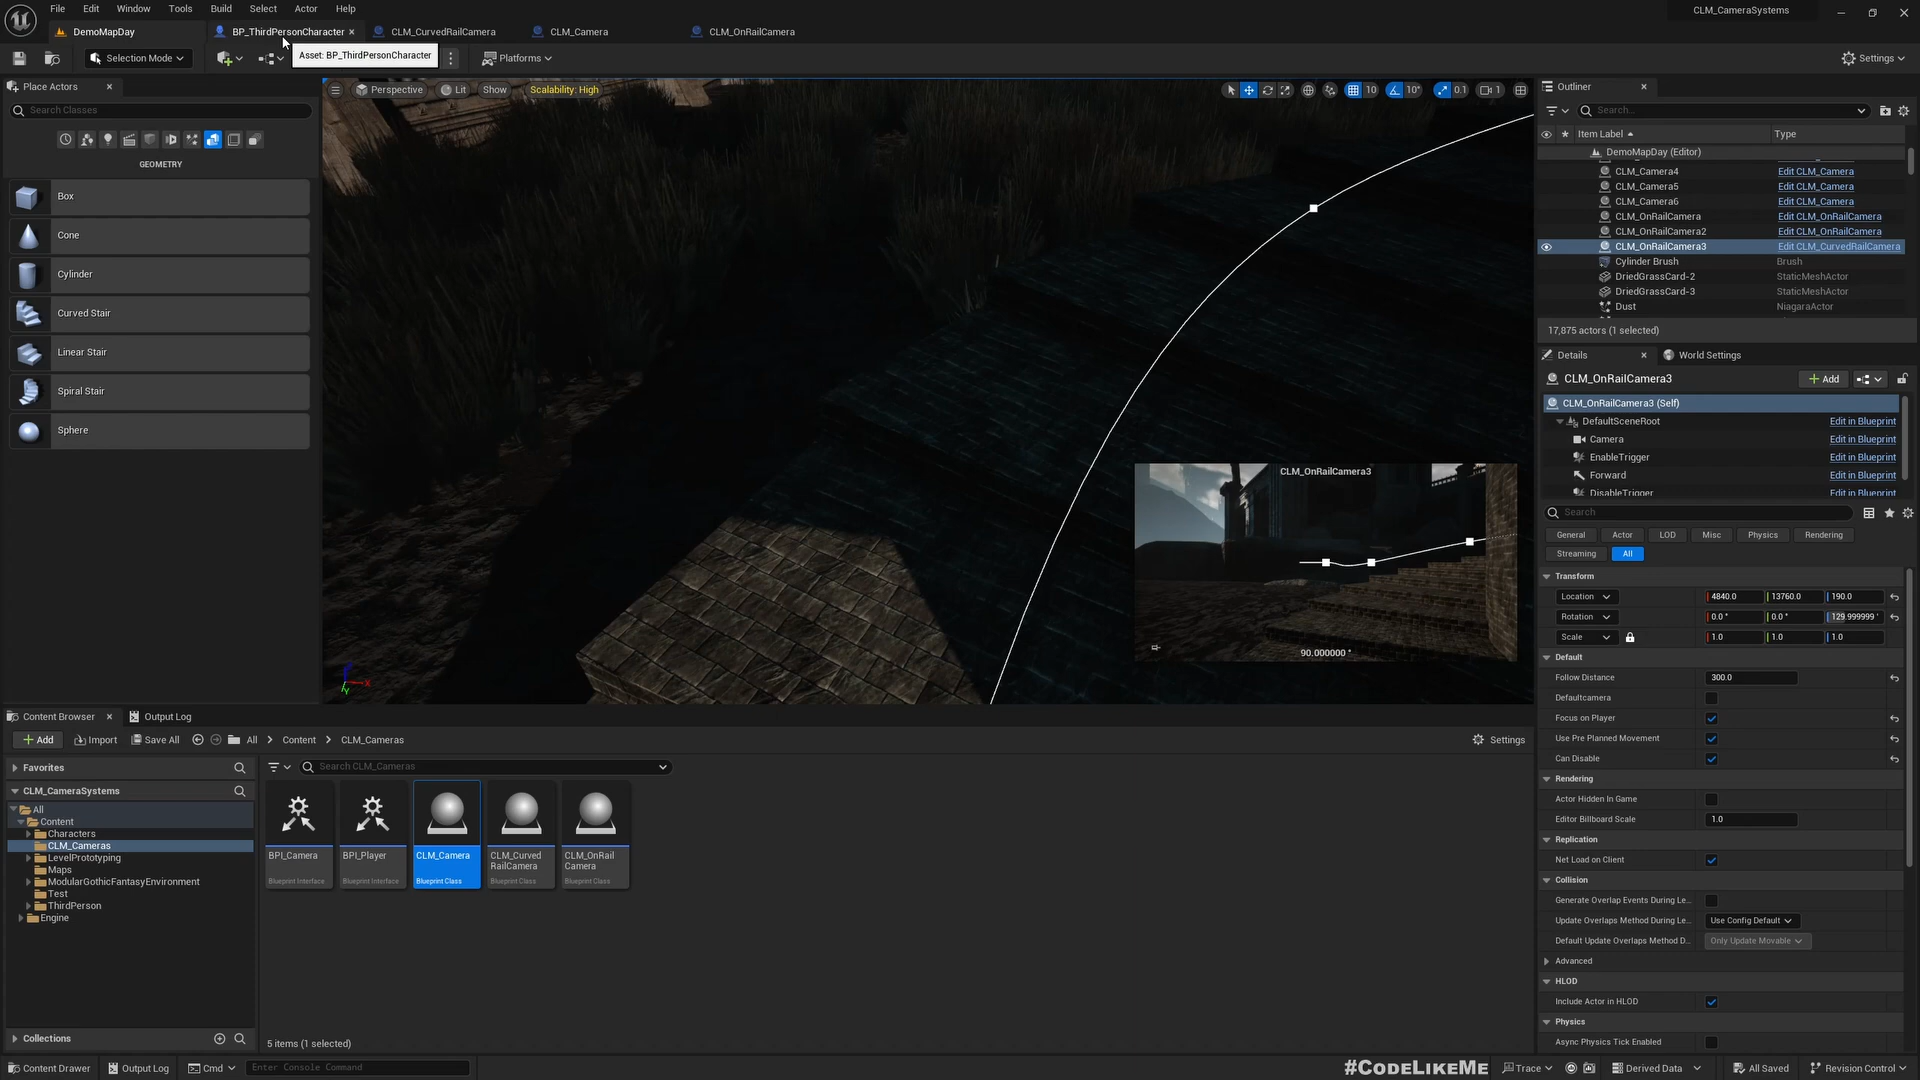 File Edit Window Tools Build Select Actor Help
CLM_CameraSystems
DemoMapDay
BP_ThirdPersonCharacter
CLM_CurvedRailCamera
CLM_Camera
CLM_OnRailCamera
Selection Mode
Asset: BP_ThirdPersonCharacter
Platforms
Settings
Place Actors
Search Classes
GEOMETRY
Box
Cone
Cylinder
Curved Stair
Linear Stair
Spiral Stair
Sphere
Perspective
Lit
Show
Scalability: High
10
10°
0.1
1
CLM_OnRailCamera3
90.000000 °
Outliner
Search...
Item Label
Type
DemoMapDay (Editor)
CLM_Camera4 Edit CLM_Camera
CLM_Camera5 Edit CLM_Camera
CLM_Camera6 Edit CLM_Camera
CLM_OnRailCamera Edit CLM_OnRailCamera
CLM_OnRailCamera2 Edit CLM_OnRailCamera
CLM_OnRailCamera3 Edit CLM_CurvedRailCamera
Cylinder Brush Brush
DriedGrassCard-2 StaticMeshActor
DriedGrassCard-3 StaticMeshActor
Dust NiagaraActor
17,875 actors (1 selected)
Details
World Settings
CLM_OnRailCamera3
Add
CLM_OnRailCamera3 (Self)
DefaultSceneRoot Edit in Blueprint
Camera Edit in Blueprint
EnableTrigger Edit in Blueprint
Forward Edit in Blueprint
DisableTrigger Edit in Blueprint
Search
General Actor LOD Misc Physics Rendering
Streaming All
Transform
Location 4840.0 13760.0 190.0
Rotation 0.0 ° 0.0 ° 129.999999 °
Scale 1.0 1.0 1.0
Default
Follow Distance 300.0
Defaultcamera
Focus on Player
Use Pre Planned Movement
Can Disable
Rendering
Actor Hidden In Game
Editor Billboard Scale 1.0
Replication
Net Load on Client
Collision
Generate Overlap Events During Le...
Update Overlaps Method During Le... Use Config Default
Default Update Overlaps Method D... Only Update Movable
Advanced
HLOD
Include Actor in HLOD
Physics
Async Physics Tick Enabled
Content Browser
Output Log
Add
Import
Save All
All
Content
CLM_Cameras
Settings
Favorites
CLM_CameraSystems
All
Content
Characters
CLM_Cameras
LevelPrototyping
Maps
ModularGothicFantasyEnvironment
Test
ThirdPerson
Engine
Collections
Search CLM_Cameras
BPI_Camera
Blueprint Interface
BPI_Player
Blueprint Interface
CLM_Camera
Blueprint Class
CLM_Curved
RailCamera
Blueprint Class
CLM_OnRail
Camera
Blueprint Class
5 items (1 selected)
Content Drawer
Output Log
Cmd
Enter Console Command
#CODELIKEME
Trace
Derived Data
All Saved
Revision Control